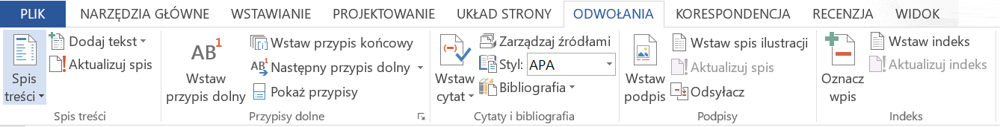 PLIK NARZĘDZIA GŁÓWNE WSTAWIANIE PROJEKTOWANIE UKŁAD STRONY ODWOŁANIA KORESPONDENCJA RECENZJA WIDOK
Spis
treści
Dodaj tekst
Aktualizuj spis
Spis treści
AB1
Wstaw
przypis dolny
Wstaw przypis końcowy
AB
Następny przypis dolny
Pokaż przypisy
Przypisy dolne
Wstaw
cytat
Zarządzaj źródłami
Styl: APA
Bibliografia
Cytaty i bibliografia
Wstaw
podpis
Wstaw spis ilustracji
Aktualizuj spis
Odsyłacz
Podpisy
Oznacz
wpis
Wstaw indeks
Aktualizuj indeks
Indeks